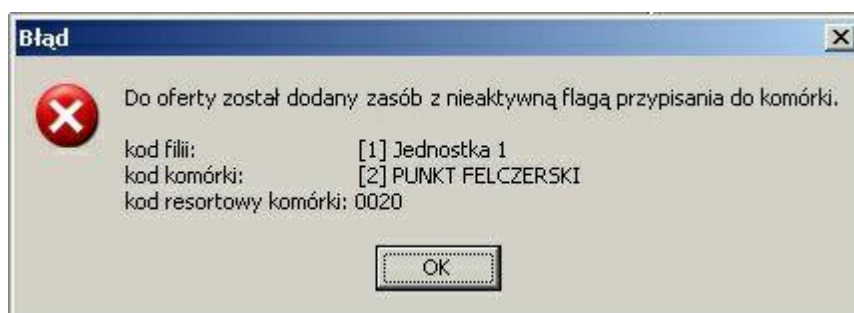 Błąd
Do oferty został dodany zasób z nieaktywną flagą przypisania do komórki.
kod filii: [1] Jednostka 1
kod komórki: [2] PUNKT FELCZERSKI
kod resortowy komórki: 0020
OK